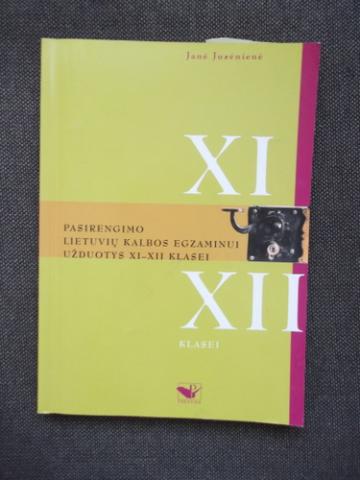 Janė Juzėnienė
XI
PASIRENGIMO
LIETUVIŲ KALBOS EGZAMINUI
UŽDUOTYS XI–XII KLASEI
XII
KLASEI